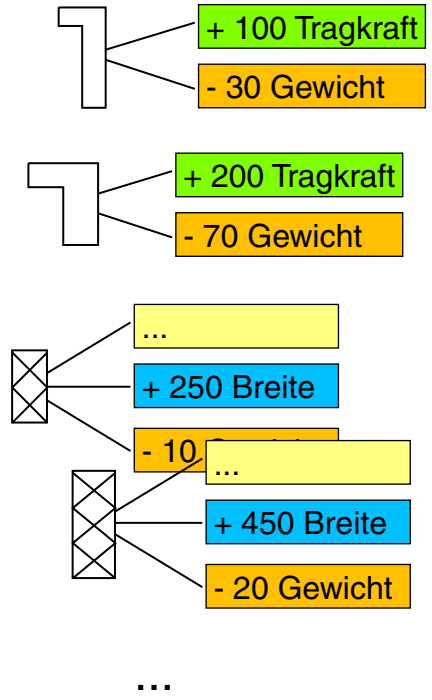 + 100 Tragkraft
- 30 Gewicht
+ 200 Tragkraft
- 70 Gewicht
...
+ 250 Breite
- 10
...
+ 450 Breite
- 20 Gewicht
...